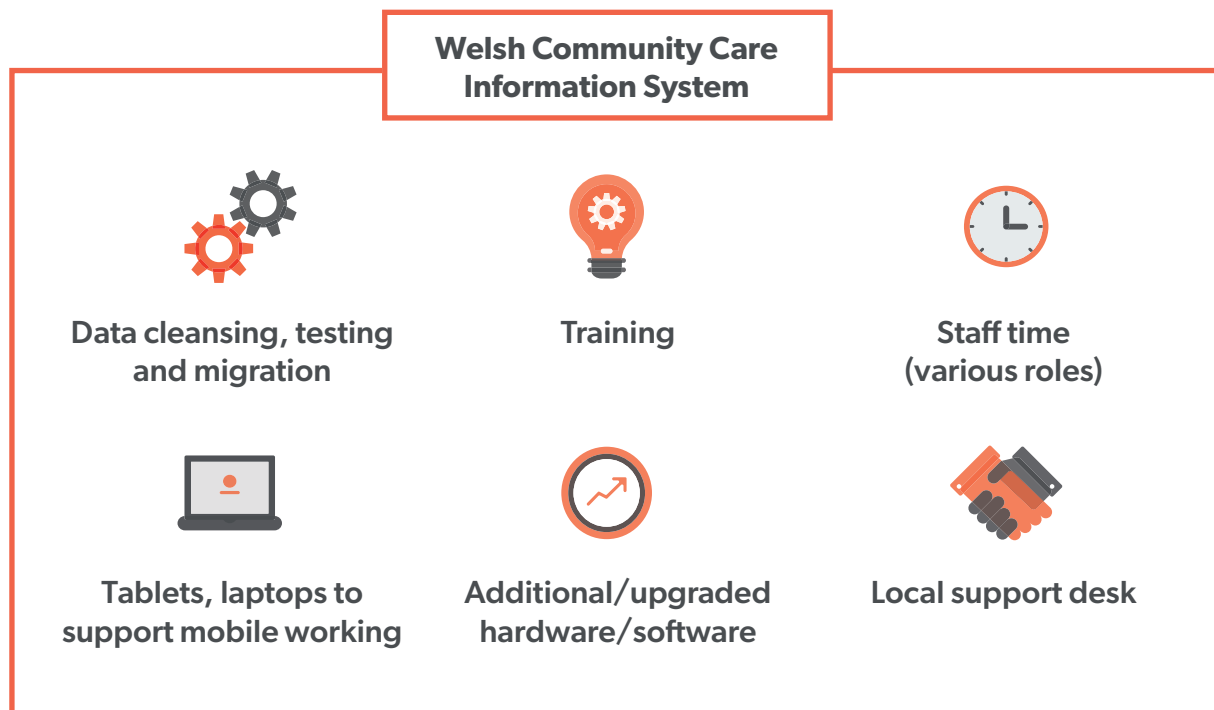 Welsh Community Care
Information System
Data cleansing, testing
and migration
Training
Staff time
(various roles)
Tablets, laptops to
support mobile working
Additional/upgraded
hardware/software
Local support desk